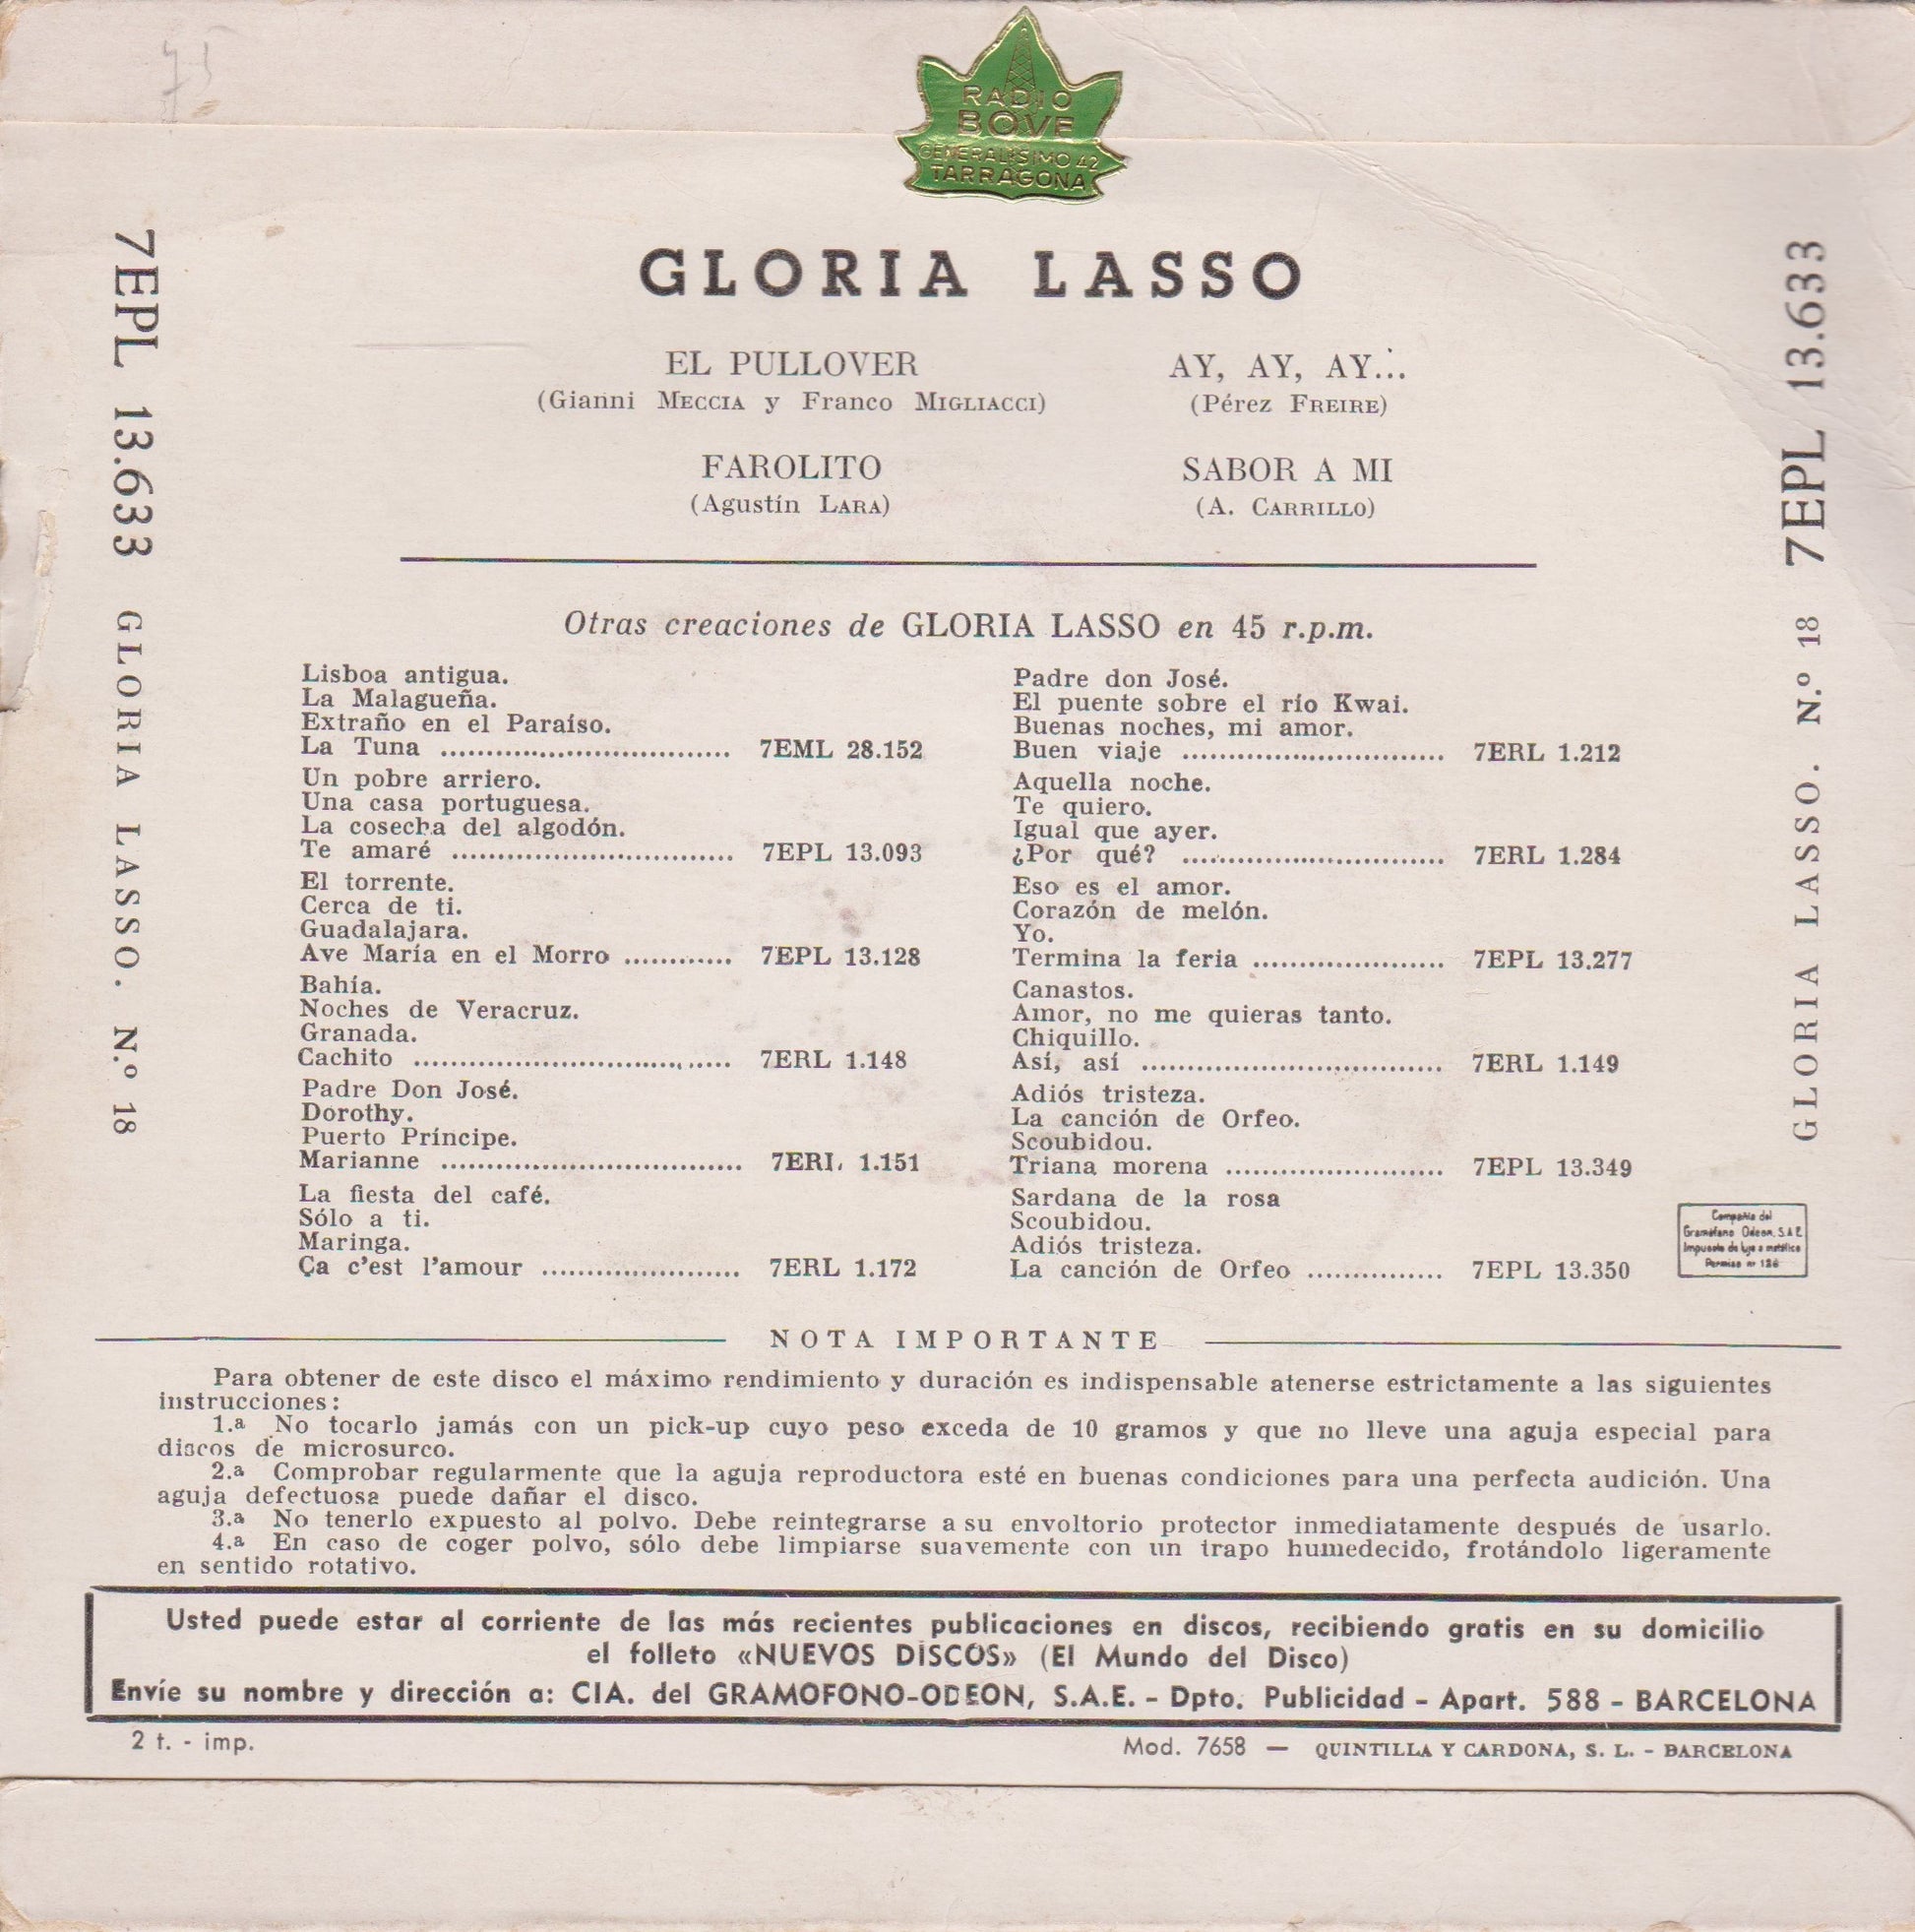 75
RADIO
BOVE
GENERALISIMO 42
TARRAGONA
7EPL 13.633 GLORIA LASSO. N.º 18
GLORIA LASSO
EL PULLOVER
(Gianni MECCIA y Franco MIGLIACCI)
AY, AY, AY...
(Pérez FREIRE)
FAROLITO
(Agustín LARA)
SABOR A MI
(A. CARRILLO)
Otras creaciones de GLORIA LASSO en 45 r.p.m.
Lisboa antigua.
La Malagueña.
Extraño en el Paraíso.
La Tuna ................................ 7EML 28.152
Un pobre arriero.
Una casa portuguesa.
La cosecha del algodón.
Te amaré ............................... 7EPL 13.093
El torrente.
Cerca de ti.
Guadalajara.
Ave María en el Morro ............ 7EPL 13.128
Bahía.
Noches de Veracruz.
Granada.
Cachito ................................... 7ERL 1.148
Padre Don José.
Dorothy.
Puerto Príncipe.
Marianne ................................. 7ERL 1.151
La fiesta del café.
Sólo a ti.
Maringa.
Ça c'est l'amour ...................... 7ERL 1.172
Padre don José.
El puente sobre el río Kwai.
Buenas noches, mi amor.
Buen viaje ............................. 7ERL 1.212
Aquella noche.
Te quiero.
Igual que ayer.
¿Por qué? ............................. 7ERL 1.284
Eso es el amor.
Corazón de melón.
Yo.
Termina la feria ..................... 7EPL 13.277
Canastos.
Amor, no me quieras tanto.
Chiquillo.
Así, así ................................. 7ERL 1.149
Adiós tristeza.
La canción de Orfeo.
Scoubidou.
Triana morena ........................ 7EPL 13.349
Sardana de la rosa
Scoubidou.
Adiós tristeza.
La canción de Orfeo ............... 7EPL 13.350
7EPL 13.633 GLORIA LASSO. N.º 18
Compañía del
Gramófono Odeon, S.A.E.
Impuesto de lujo a metálico
Permiso nº 126
NOTA IMPORTANTE
Para obtener de este disco el máximo rendimiento y duración es indispensable atenerse estrictamente a las siguientes
instrucciones:
1.ª No tocarlo jamás con un pick-up cuyo peso exceda de 10 gramos y que no lleve una aguja especial para
discos de microsurco.
2.ª Comprobar regularmente que la aguja reproductora esté en buenas condiciones para una perfecta audición. Una
aguja defectuosa puede dañar el disco.
3.ª No tenerlo expuesto al polvo. Debe reintegrarse a su envoltorio protector inmediatamente después de usarlo.
4.ª En caso de coger polvo, sólo debe limpiarse suavemente con un trapo humedecido, frotándolo ligeramente
en sentido rotativo.
Usted puede estar al corriente de las más recientes publicaciones en discos, recibiendo gratis en su domicilio
el folleto «NUEVOS DISCOS» (El Mundo del Disco)
Envíe su nombre y dirección a: CIA. del GRAMOFONO-ODEON, S.A.E. - Dpto. Publicidad - Apart. 588 - BARCELONA
2 t. - imp.
Mod. 7658 — QUINTILLA Y CARDONA, S. L. - BARCELONA